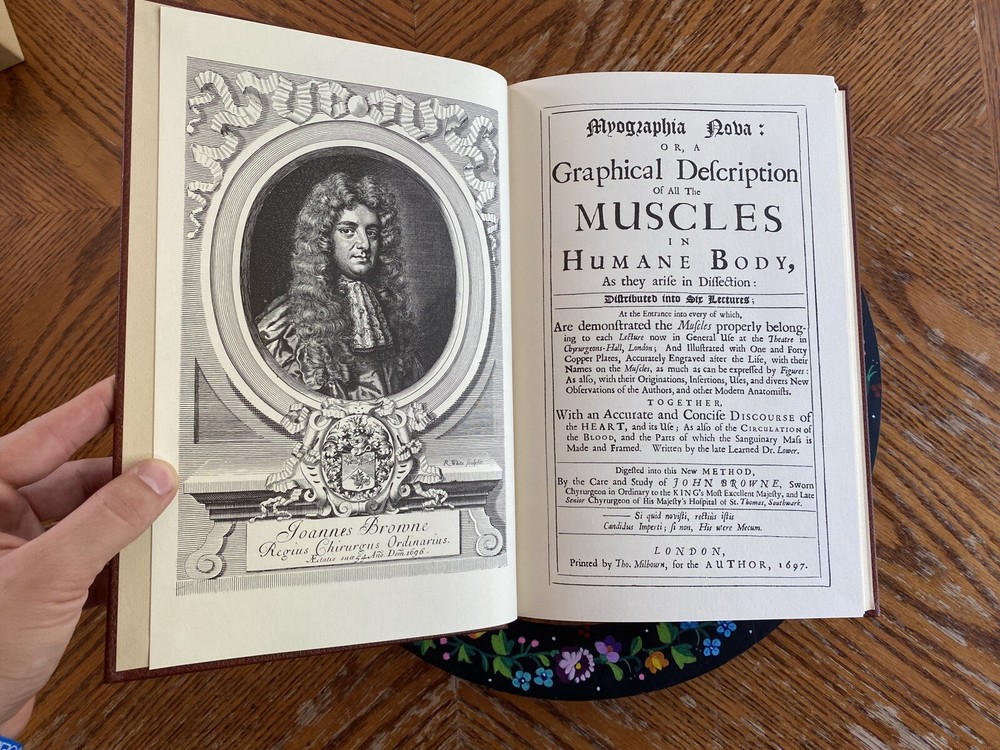 R. White sculpsit
Joannes Browne
Regius Chirurgus Ordinarius.
Ætatis suæ 54 Ano. Dom. 1696.
Myographia Nova:
OR, A
Graphical Deſcription
Of All The
MUSCLES
IN
HUMANE BODY,
As they ariſe in Diſſection:
Diſtributed into Six Lectures;
At the Entrance into every of which,
Are demonstrated the Muſcles properly belong-
ing to each Lecture now in General Uſe at the Theatre in
Chyrurgeons-Hall, London; And Illuſtrated with One and Forty
Copper Plates, Accurately Engraved after the Life, with their
Names on the Muſcles, as much as can be expreſſed by Figures:
As alſo, with their Originations, Inſertions, Uſes, and divers New
Obſervations of the Authors, and other Modern Anatomiſts.
TOGETHER,
With an Accurate and Conciſe DISCOURSE of
the HEART, and its Uſe; As alſo of the CIRCULATION of
the BLOOD, and the Parts of which the Sanguinary Maſs is
Made and Framed. Written by the late Learned Dr. Lower.
Digeſted into this New METHOD,
By the Care and Study of JOHN BROWNE, Sworn
Chyrurgeon in Ordinary to the KING's Moſt Excellent Majeſty, and Late
Senior Chyrurgeon of His Majeſty's Hoſpital of St. Thomas, Southwark.
Si quid noviſti, rectius iſtis
Candidus Imperti; ſi non, His utere Mecum.
LONDON,
Printed by Tho. Milbourn, for the AUTHOR, 1697.